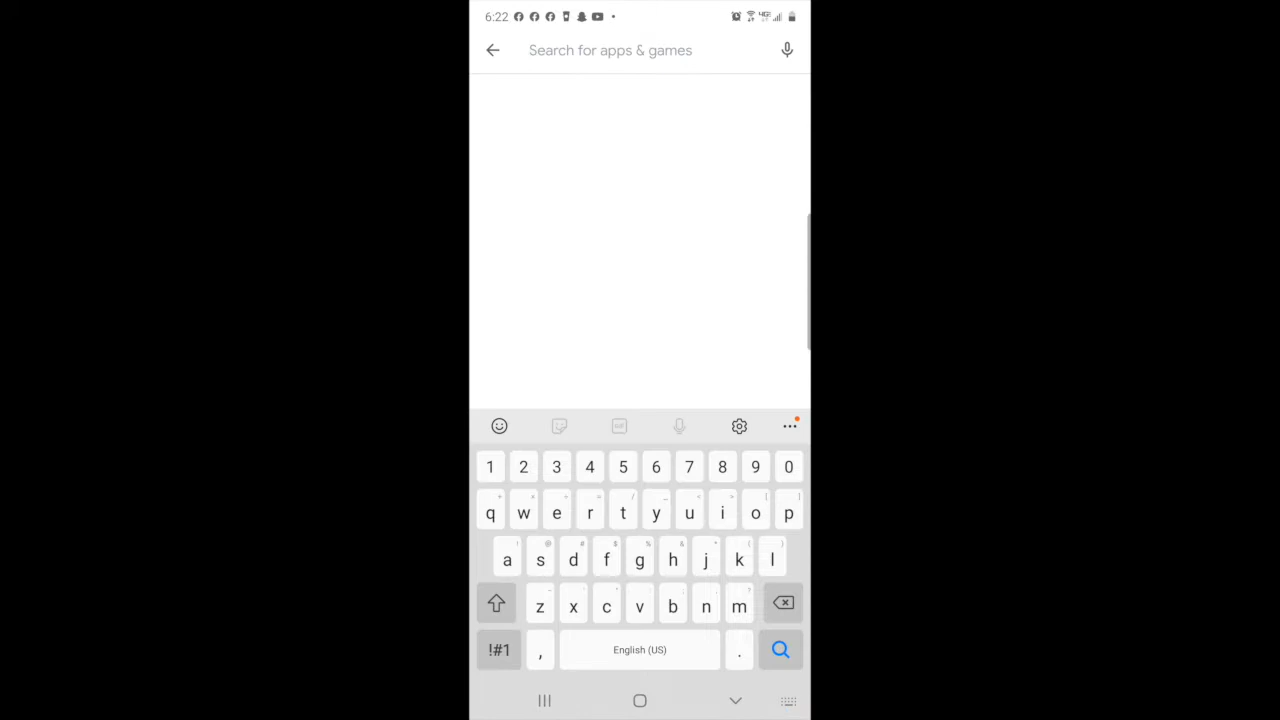 6:22
Search for apps & games
1 2 3 4 5 6 7 8 9 0
q w e r t y u i o p
a s d f g h j k l
z x c v b n m
!#1 , English (US) .